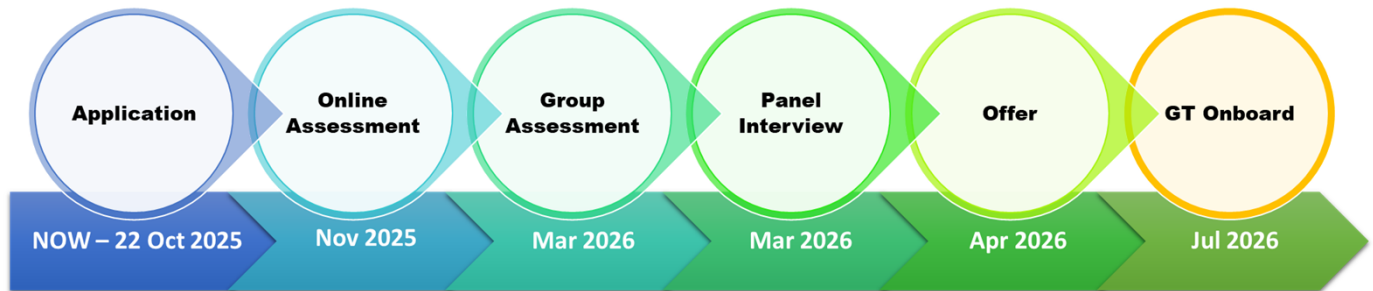 Application
Online
Assessment
Group
Assessment
Panel
Interview
Offer
GT Onboard
NOW – 22 Oct 2025
Nov 2025
Mar 2026
Mar 2026
Apr 2026
Jul 2026